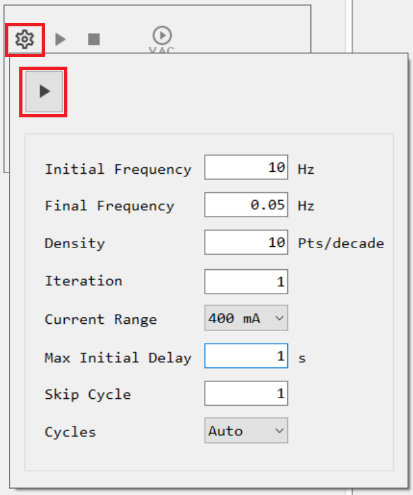 VAC
Initial Frequency 10 Hz
Final Frequency 0.05 Hz
Density 10 Pts/decade
Iteration 1
Current Range 400 mA
Max Initial Delay 1 s
Skip Cycle 1
Cycles Auto